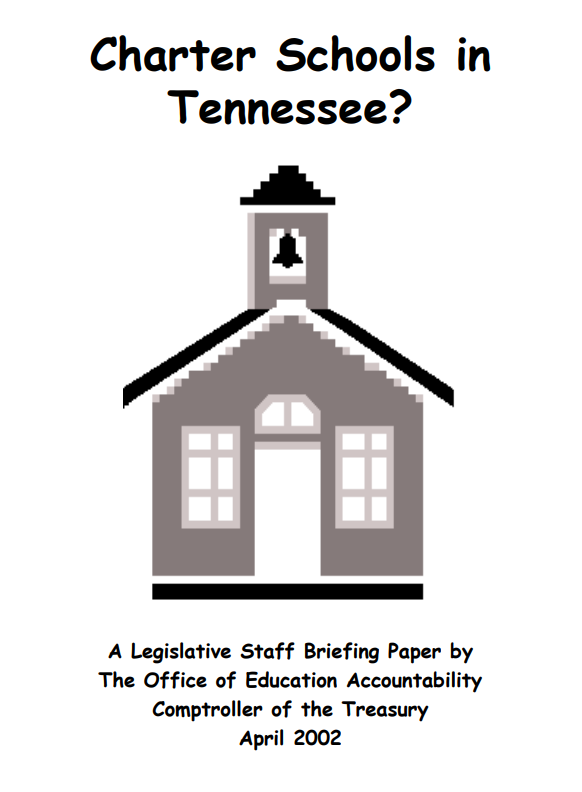 Charter Schools in
Tennessee?
A Legislative Staff Briefing Paper by
The Office of Education Accountability
Comptroller of the Treasury
April 2002